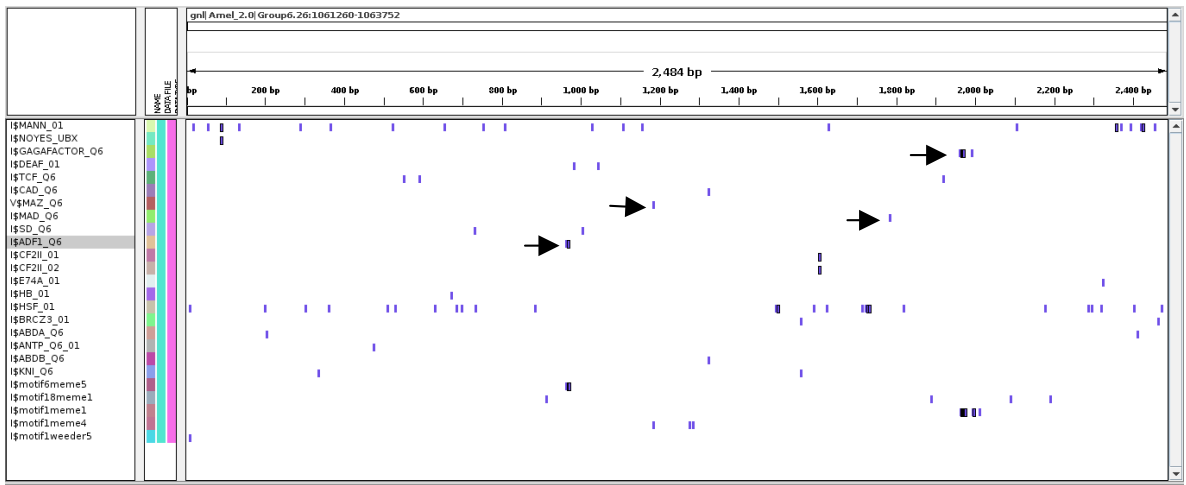 gnl|Amel_2.0|Group6.26:1061260-1063752
2,484 bp
NAME
DATA FILE
bp 200 bp 400 bp 600 bp 800 bp 1,000 bp 1,200 bp 1,400 bp 1,600 bp 1,800 bp 2,000 bp 2,200 bp 2,400 bp
I$MANN_01
I$NOYES_UBX
I$GAGAFACTOR_Q6
I$DEAF_01
I$TCF_Q6
I$CAD_Q6
V$MAZ_Q6
I$MAD_Q6
I$SD_Q6
I$ADF1_Q6
I$CF2II_01
I$CF2II_02
I$E74A_01
I$HB_01
I$HSF_01
I$BRCZ3_01
I$ABDA_Q6
I$ANTP_Q6_01
I$ABDB_Q6
I$KNI_Q6
I$motif6meme5
I$motif18meme1
I$motif1meme1
I$motif1meme4
I$motif1weeder5